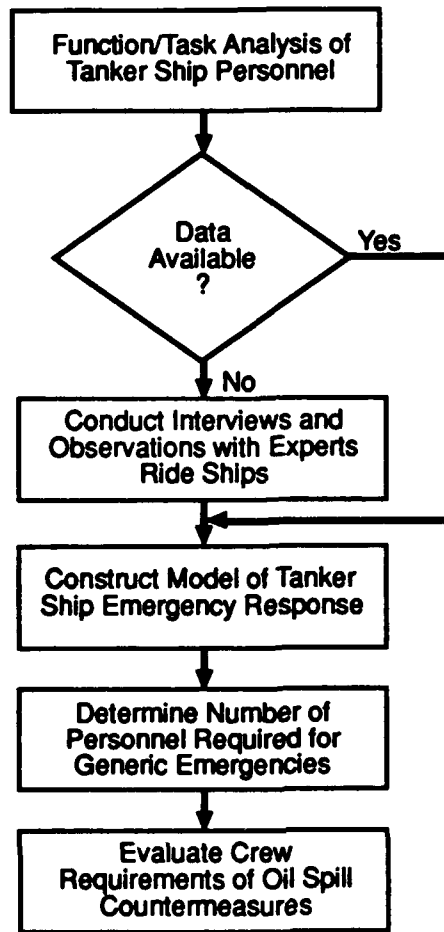 Function/Task Analysis of
Tanker Ship Personnel
Data
Available
?
Yes
No
Conduct Interviews and
Observations with Experts
Ride Ships
Construct Model of Tanker
Ship Emergency Response
Determine Number of
Personnel Required for
Generic Emergencies
Evaluate Crew
Requirements of Oil Spill
Countermeasures